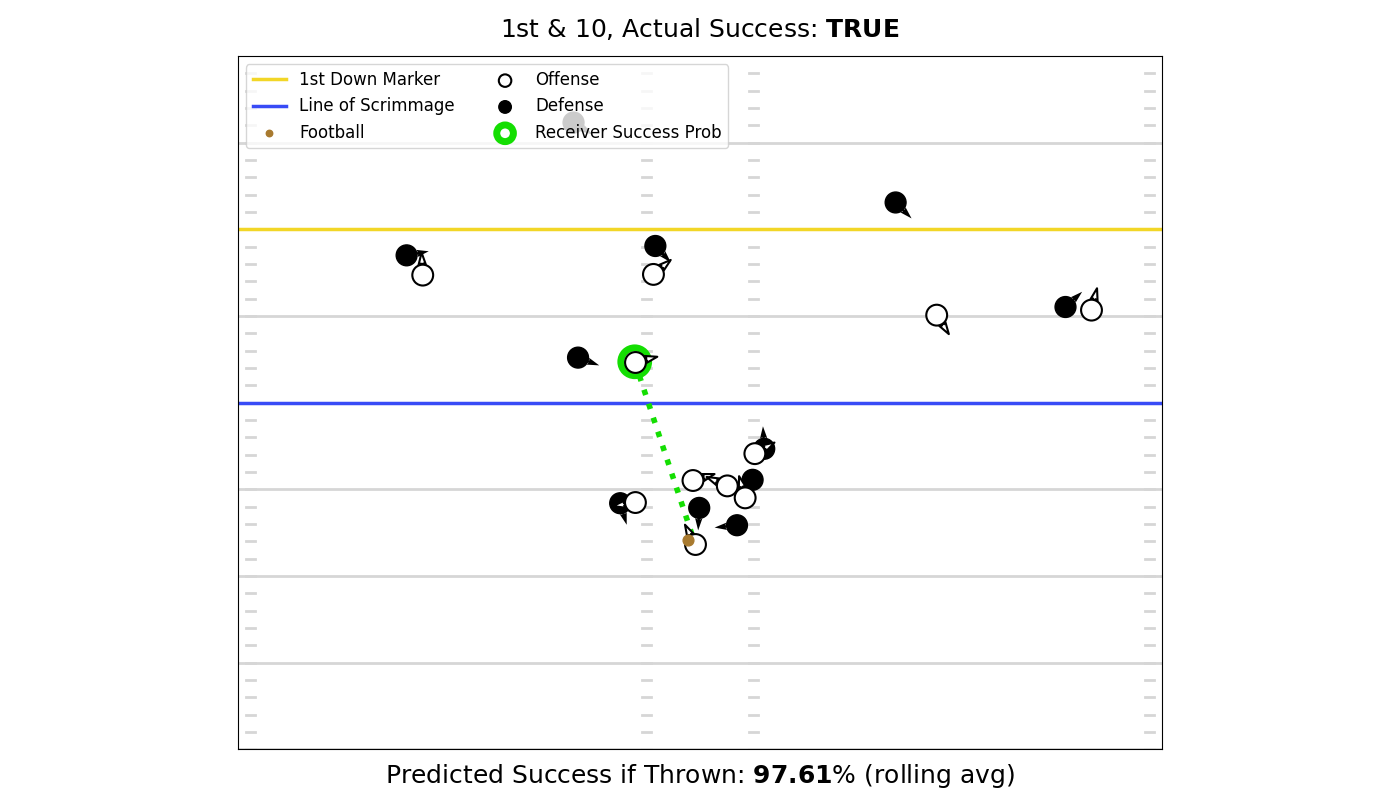 1st & 10, Actual Success: TRUE
1st Down Marker
Line of Scrimmage
Football
Offense
Defense
Receiver Success Prob
Predicted Success if Thrown: 97.61% (rolling avg)